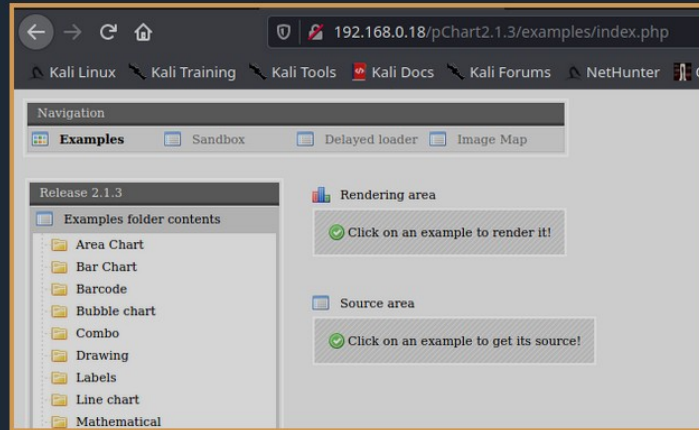 192.168.0.18/pChart2.1.3/examples/index.php
Kali Linux Kali Training Kali Tools Kali Docs Kali Forums NetHunter
Navigation
Examples Sandbox Delayed loader Image Map
Release 2.1.3
Examples folder contents
Area Chart
Bar Chart
Barcode
Bubble chart
Combo
Drawing
Labels
Line chart
Mathematical
Rendering area
Click on an example to render it!
Source area
Click on an example to get its source!